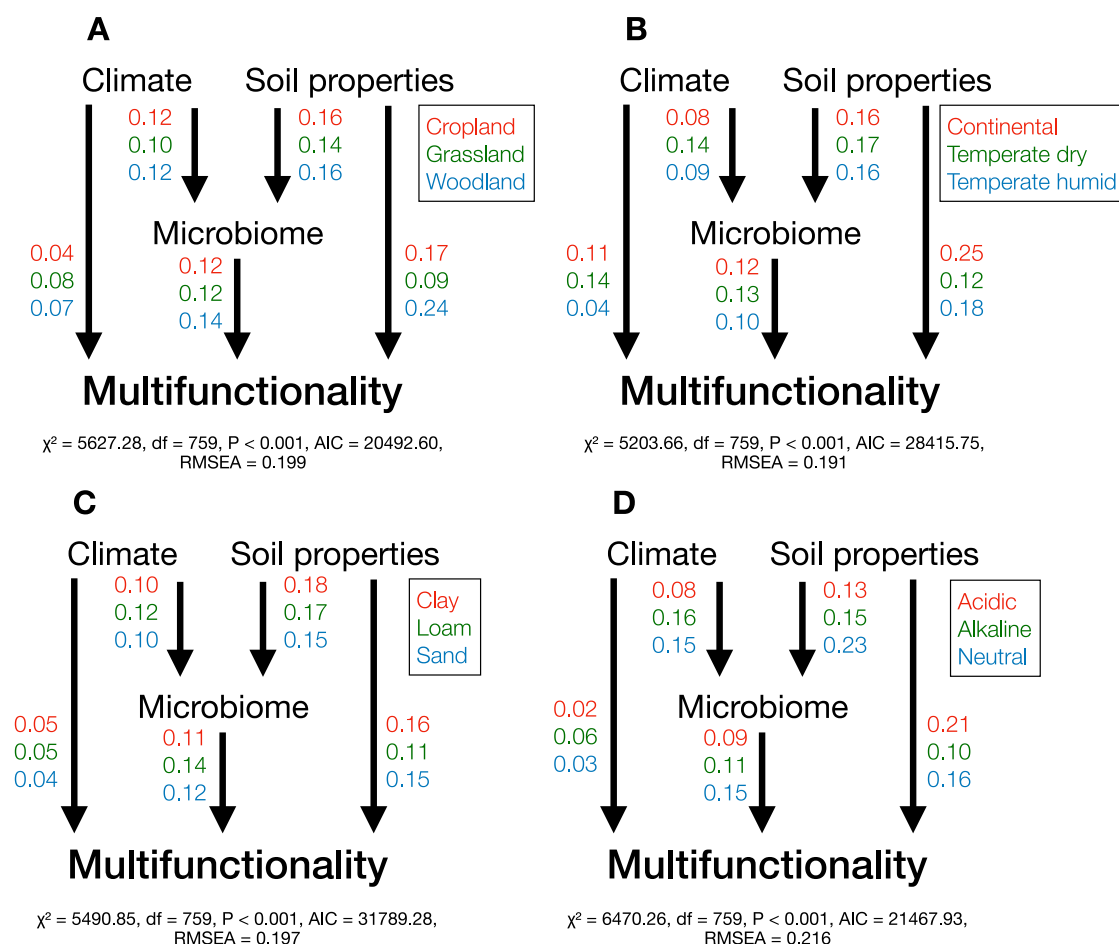 A
Climate
Soil properties
0.12
0.10
0.12
0.16
0.14
0.16
Cropland
Grassland
Woodland
Microbiome
0.04
0.08
0.07
0.12
0.12
0.14
0.17
0.09
0.24
Multifunctionality
χ² = 5627.28, df = 759, P < 0.001, AIC = 20492.60,
RMSEA = 0.199
B
Climate
Soil properties
0.08
0.14
0.09
0.16
0.17
0.16
Continental
Temperate dry
Temperate humid
Microbiome
0.11
0.14
0.04
0.12
0.13
0.10
0.25
0.12
0.18
Multifunctionality
χ² = 5203.66, df = 759, P < 0.001, AIC = 28415.75,
RMSEA = 0.191
C
Climate
Soil properties
0.10
0.12
0.10
0.18
0.17
0.15
Clay
Loam
Sand
Microbiome
0.05
0.05
0.04
0.11
0.14
0.12
0.16
0.11
0.15
Multifunctionality
χ² = 5490.85, df = 759, P < 0.001, AIC = 31789.28,
RMSEA = 0.197
D
Climate
Soil properties
0.08
0.16
0.15
0.13
0.15
0.23
Acidic
Alkaline
Neutral
Microbiome
0.02
0.06
0.03
0.09
0.11
0.15
0.21
0.10
0.16
Multifunctionality
χ² = 6470.26, df = 759, P < 0.001, AIC = 21467.93,
RMSEA = 0.216